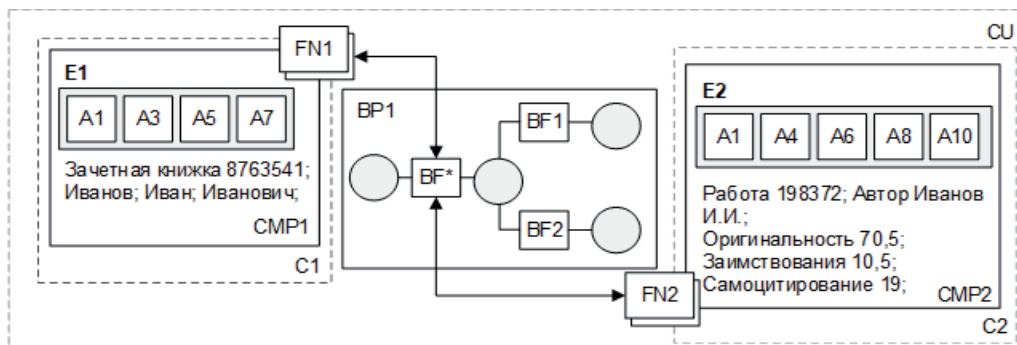 CU
FN1
E1
A1 A3 A5 A7
Зачетная книжка 8763541;
Иванов; Иван; Иванович;
CMP1
C1
BP1
BF1
BF*
BF2
FN2
E2
A1 A4 A6 A8 A10
Работа 198372; Автор Иванов
И.И.;
Оригинальность 70,5;
Заимствования 10,5;
Самоцитирование 19;
CMP2
C2